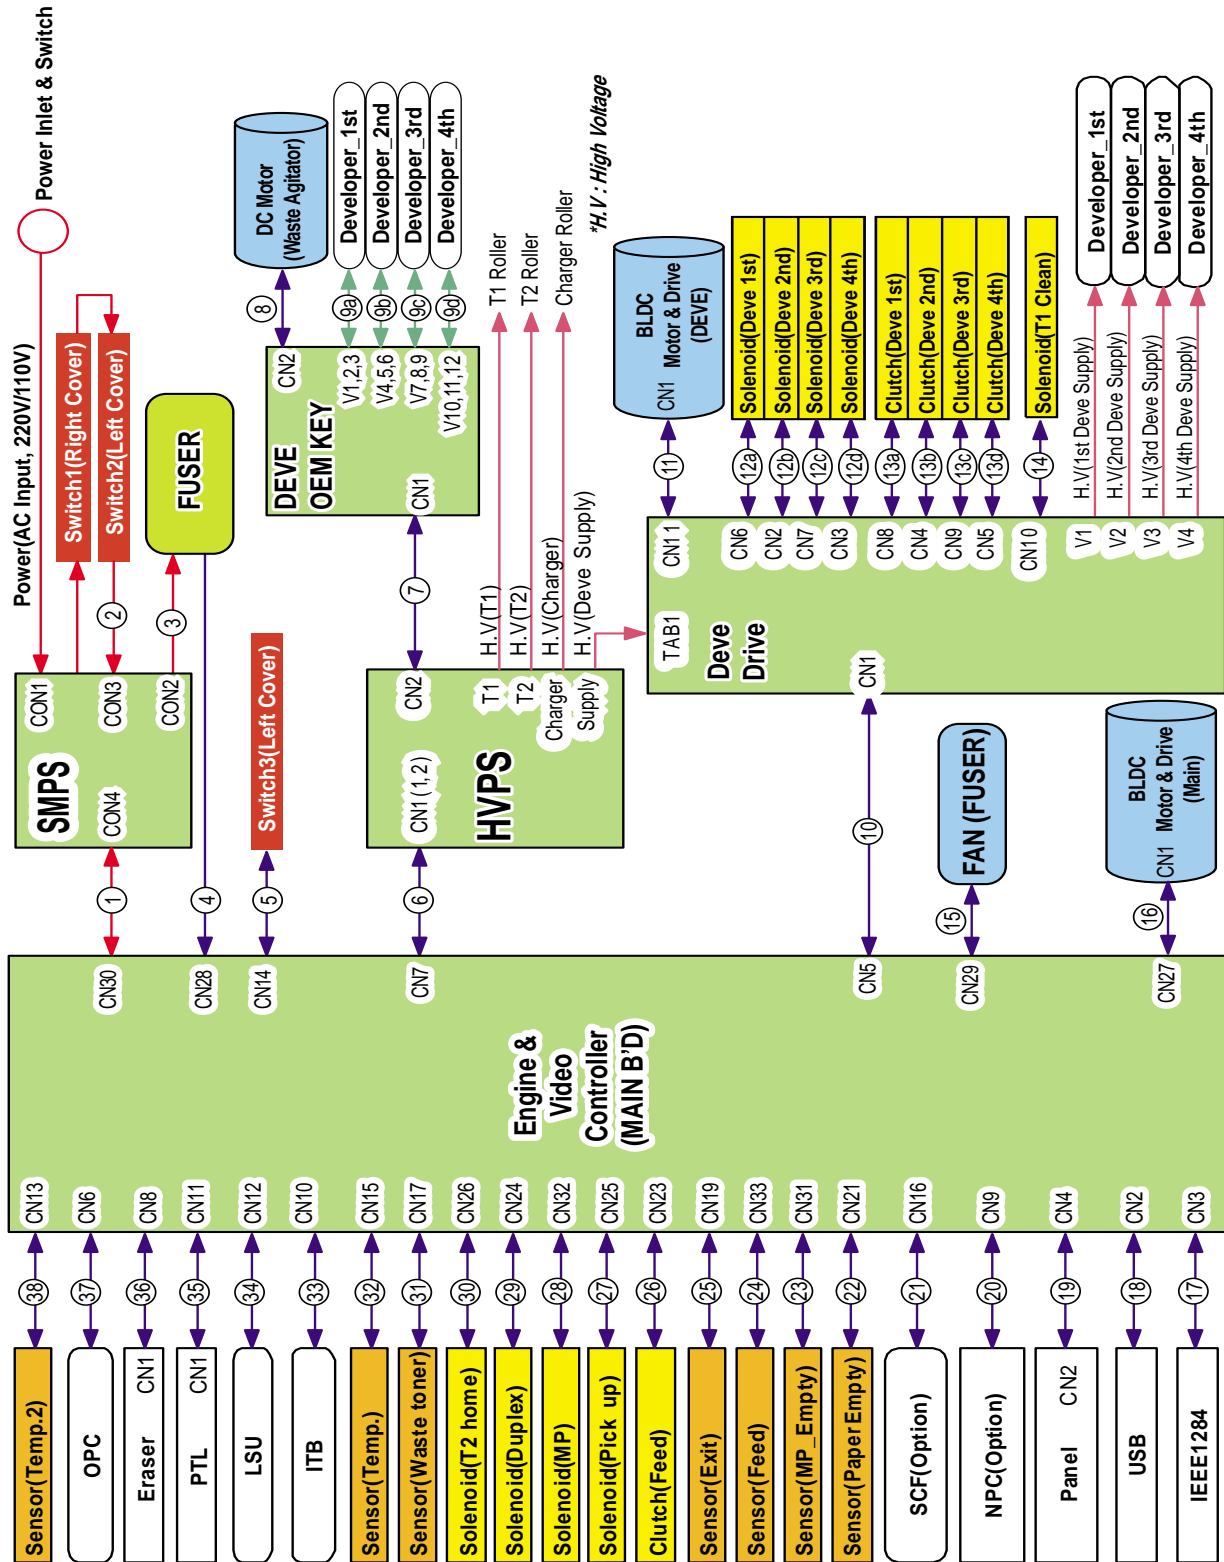 Power Inlet & Switch
Power(AC Input, 220V/110V)
SMPS
CON1
CON3
CON2
CON4
Switch1(Right Cover)
Switch2(Left Cover)
2
3
FUSER
1
4
Switch3(Left Cover)
5
DC Motor
(Waste Agitator)
8
DEVE
OEM KEY
CN2
V1,2,3
V4,5,6
V7,8,9
V10,11,12
CN1
9a
9b
9c
9d
Developer_1st
Developer_2nd
Developer_3rd
Developer_4th
7
HVPS
CN2
CN1 (1, 2)
T1
T2
Charger
Supply
H.V(T1)
H.V(T2)
H.V(Charger)
H.V(Deve Supply)
T1 Roller
T2 Roller
Charger Roller
*H.V : High Voltage
6
BLDC
Motor & Drive
(DEVE)
CN1
11
Deve
Drive
TAB1
CN1
CN11
CN6
CN2
CN7
CN3
CN8
CN4
CN9
CN5
CN10
V1
V2
V3
V4
12a
12b
12c
12d
13a
13b
13c
13d
14
Solenoid(Deve 1st)
Solenoid(Deve 2nd)
Solenoid(Deve 3rd)
Solenoid(Deve 4th)
Clutch(Deve 1st)
Clutch(Deve 2nd)
Clutch(Deve 3rd)
Clutch(Deve 4th)
Solenoid(T1 Clean)
H.V(1st Deve Supply)
H.V(2nd Deve Supply)
H.V(3rd Deve Supply)
H.V(4th Deve Supply)
Developer_1st
Developer_2nd
Developer_3rd
Developer_4th
10
15
FAN (FUSER)
16
BLDC
CN1 Motor & Drive
(Main)
Engine &
Video
Controller
(MAIN B'D)
CN30
CN28
CN14
CN7
CN5
CN29
CN27
CN13
CN6
CN8
CN11
CN12
CN10
CN15
CN17
CN26
CN24
CN32
CN25
CN23
CN19
CN33
CN31
CN21
CN16
CN9
CN4
CN2
CN3
38
37
36
35
34
33
32
31
30
29
28
27
26
25
24
23
22
21
20
19
18
17
Sensor(Temp.2)
OPC
Eraser CN1
PTL CN1
LSU
ITB
Sensor(Temp.)
Sensor(Waste toner)
Solenoid(T2 home)
Solenoid(Duplex)
Solenoid(MP)
Solenoid(Pick up)
Clutch(Feed)
Sensor(Exit)
Sensor(Feed)
Sensor(MP_Empty)
Sensor(PaperEmpty)
SCF(Option)
NPC(Option)
Panel CN2
USB
IEEE1284